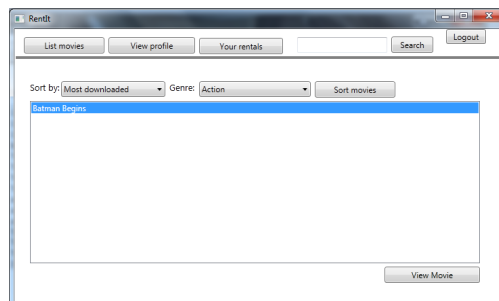 RentIt
Logout
List movies View profile Your rentals Search
Sort by: Most downloaded Genre: Action Sort movies
Batman Begins
View Movie